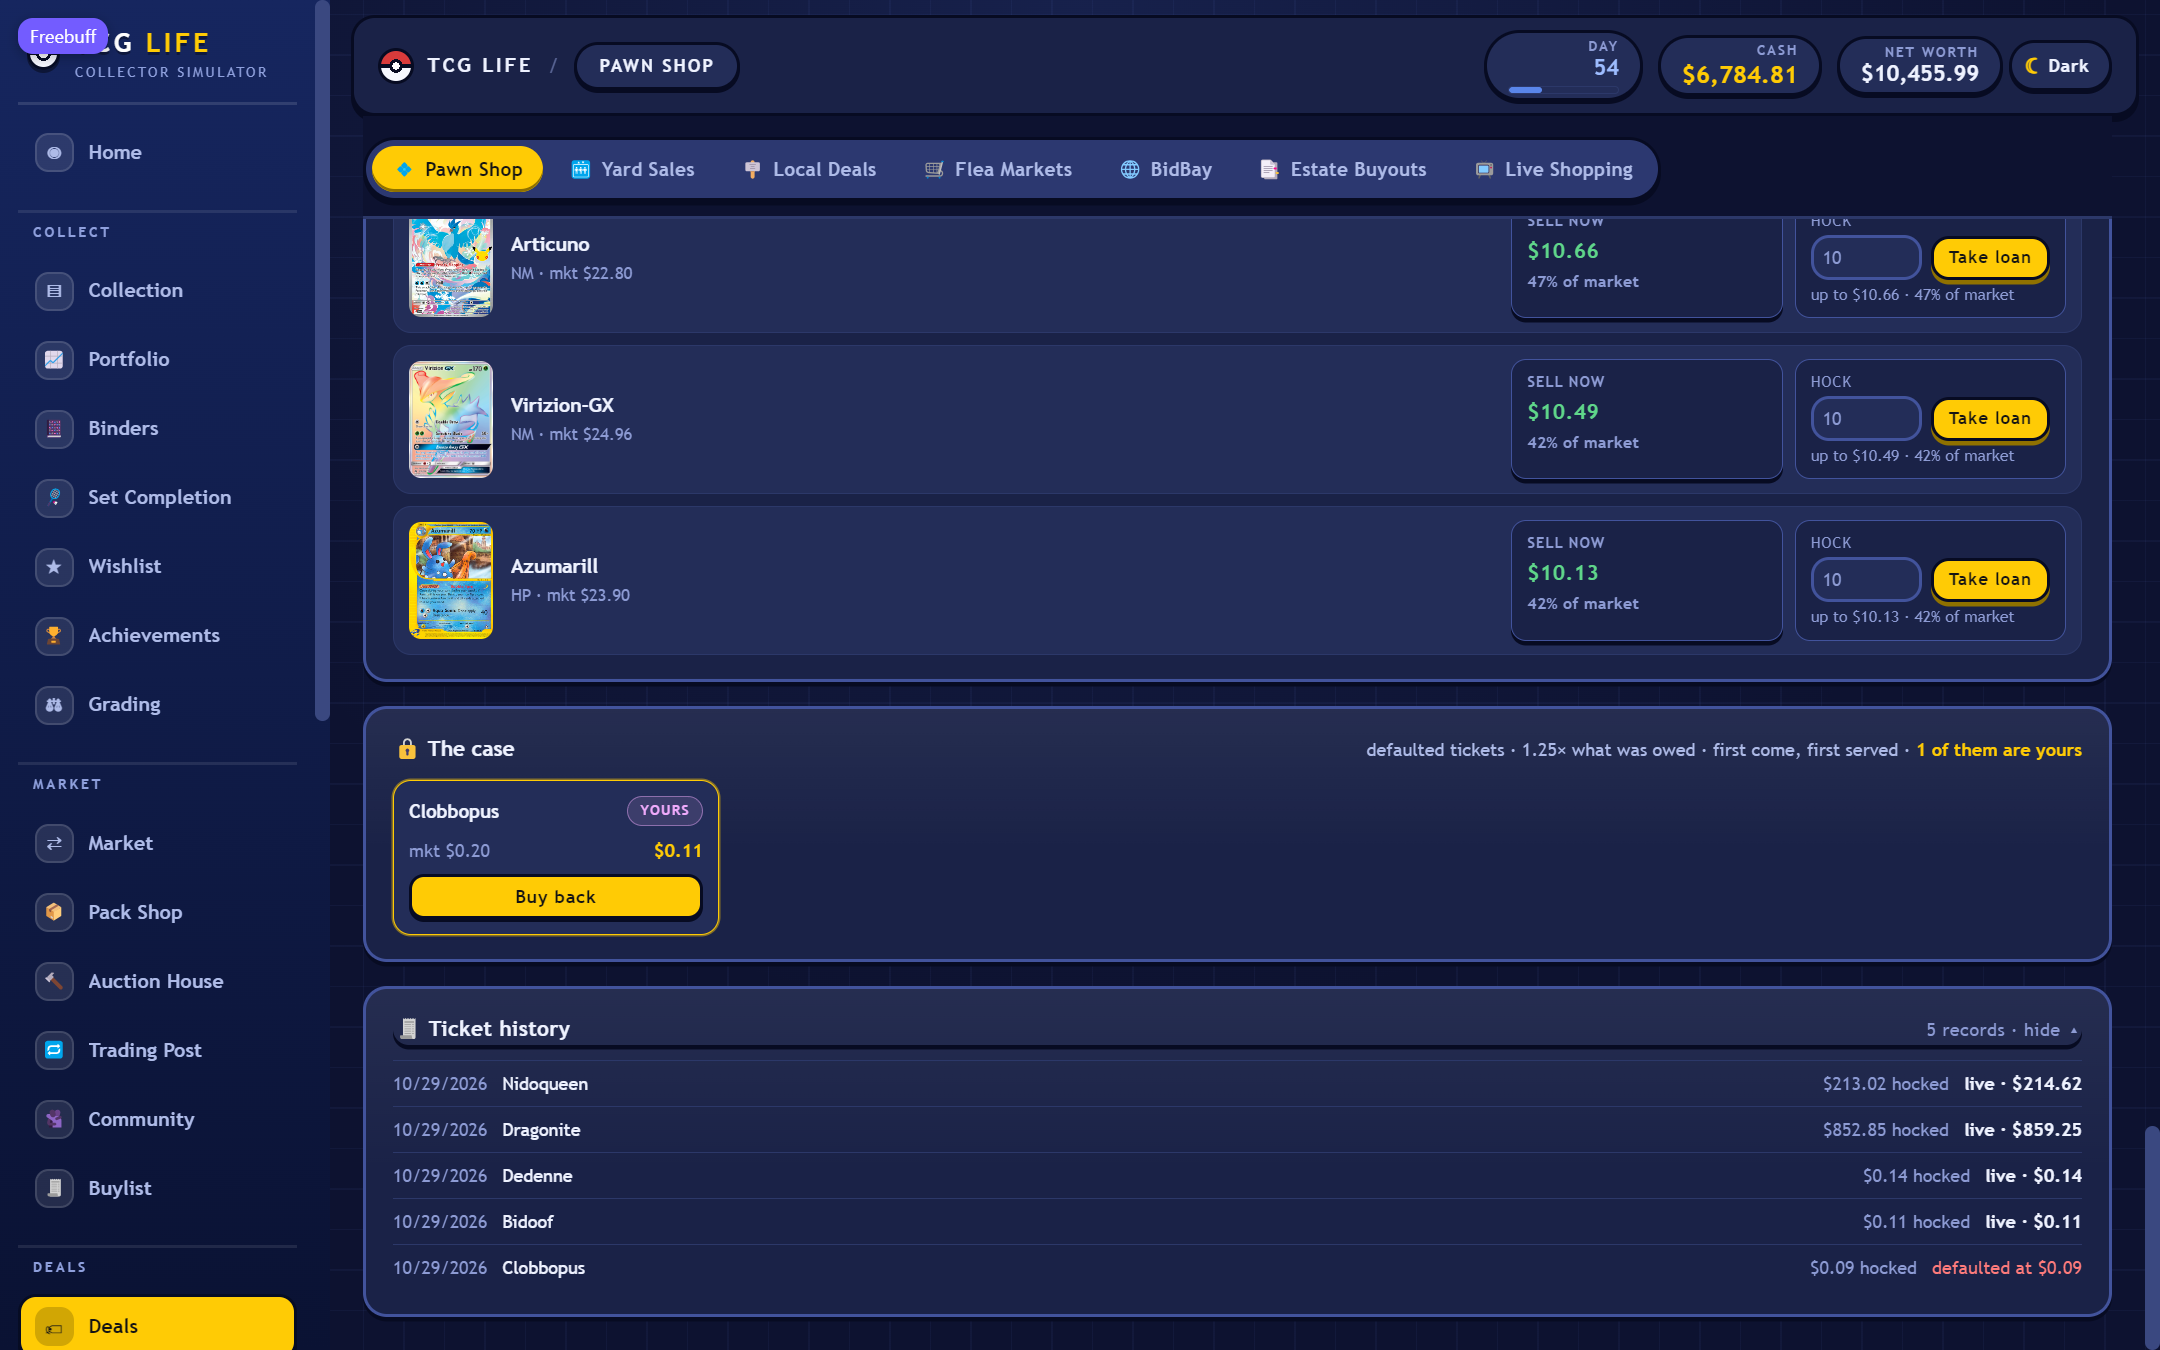 Freebuff
CG LIFE
COLLECTOR SIMULATOR
Home
COLLECT
Collection
Portfolio
Binders
Set Completion
Wishlist
Achievements
Grading
MARKET
Market
Pack Shop
Auction House
Trading Post
Community
Buylist
DEALS
Deals
TCG LIFE / PAWN SHOP
DAY
54
CASH
$6,784.81
NET WORTH
$10,455.99
Dark
Pawn Shop
Yard Sales
Local Deals
Flea Markets
BidBay
Estate Buyouts
Live Shopping
Articuno
NM · mkt $22.80
SELL NOW
$10.66
47% of market
HOCK
10
Take loan
up to $10.66 · 47% of market
Virizion-GX
NM · mkt $24.96
SELL NOW
$10.49
42% of market
HOCK
10
Take loan
up to $10.49 · 42% of market
Azumarill
HP · mkt $23.90
SELL NOW
$10.13
42% of market
HOCK
10
Take loan
up to $10.13 · 42% of market
The case
defaulted tickets · 1.25× what was owed · first come, first served · 1 of them are yours
Clobbopus
YOURS
mkt $0.20
$0.11
Buy back
Ticket history
5 records · hide ▲
10/29/2026 Nidoqueen $213.02 hocked live · $214.62
10/29/2026 Dragonite $852.85 hocked live · $859.25
10/29/2026 Dedenne $0.14 hocked live · $0.14
10/29/2026 Bidoof $0.11 hocked live · $0.11
10/29/2026 Clobbopus $0.09 hocked defaulted at $0.09